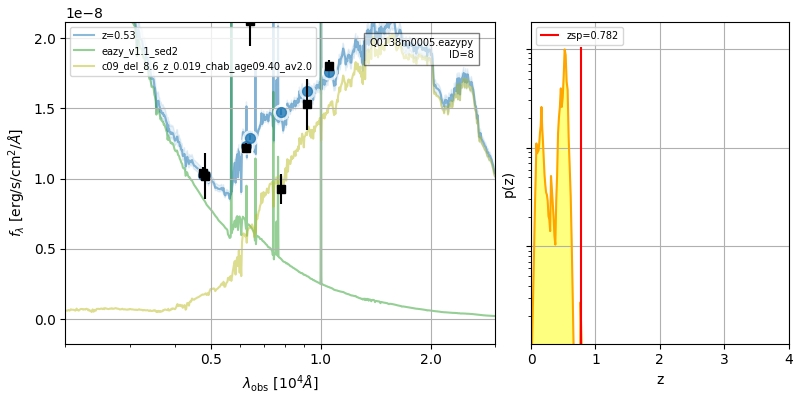 1e−8
2.0
1.5
1.0
0.5
0.0
fλ [erg/s/cm²/Å]
z=0.53
eazy_v1.1_sed2
c09_del_8.6_z_0.019_chab_age09.40_av2.0
Q0138m0005.eazypy
ID=8
0.5 1.0 2.0
λobs [10⁴Å]
zsp=0.782
p(z)
0 1 2 3 4
z